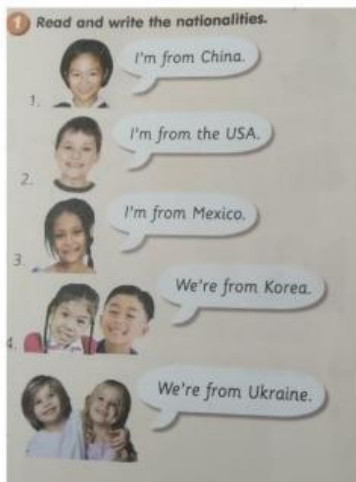 1 Read and write the nationalities.
I'm from China.
1.
I'm from the USA.
2.
I'm from Mexico.
3.
We're from Korea.
4.
We're from Ukraine.